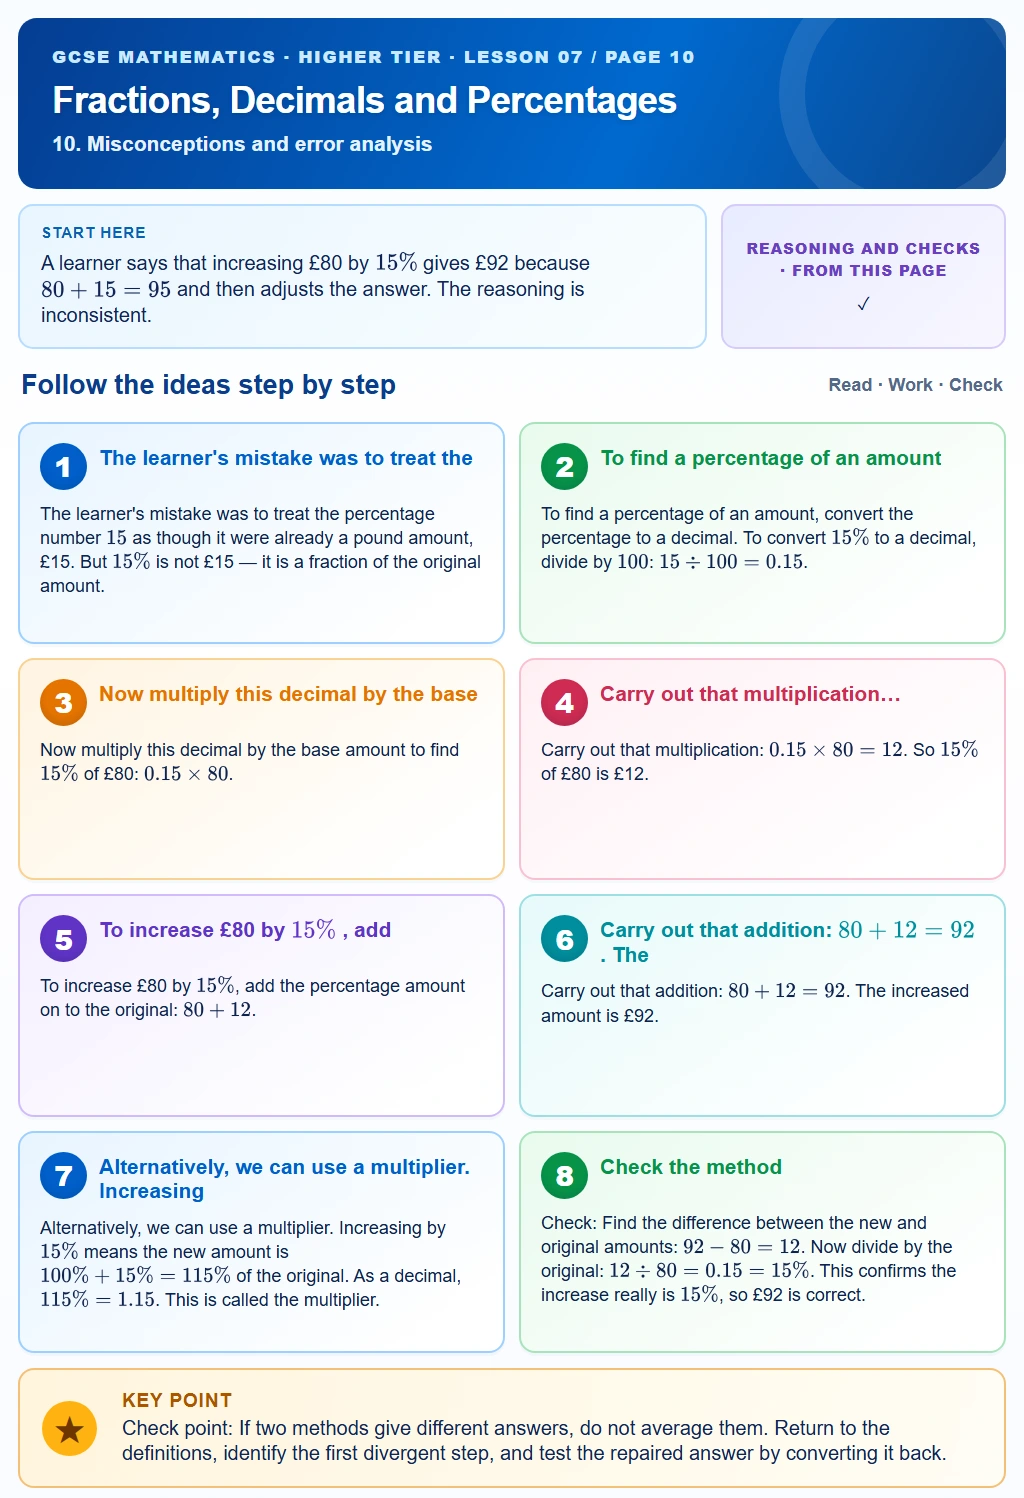 GCSE MATHEMATICS · HIGHER TIER · LESSON 07 / PAGE 10
Fractions, Decimals and Percentages
10. Misconceptions and error analysis
START HERE
A learner says that increasing £80 by 15% gives £92 because
80 + 15 = 95 and then adjusts the answer. The reasoning is
inconsistent.
REASONING AND CHECKS
· FROM THIS PAGE
✓
Follow the ideas step by step
Read · Work · Check
1
The learner's mistake was to treat the
The learner's mistake was to treat the percentage
number 15 as though it were already a pound amount,
£15. But 15% is not £15 — it is a fraction of the original
amount.
2
To find a percentage of an amount
To find a percentage of an amount, convert the
percentage to a decimal. To convert 15% to a decimal,
divide by 100: 15 ÷ 100 = 0.15.
3
Now multiply this decimal by the base
Now multiply this decimal by the base amount to find
15% of £80: 0.15 × 80.
4
Carry out that multiplication…
Carry out that multiplication: 0.15 × 80 = 12. So 15%
of £80 is £12.
5
To increase £80 by 15% , add
To increase £80 by 15%, add the percentage amount
on to the original: 80 + 12.
6
Carry out that addition: 80 + 12 = 92
. The
Carry out that addition: 80 + 12 = 92. The increased
amount is £92.
7
Alternatively, we can use a multiplier.
Increasing
Alternatively, we can use a multiplier. Increasing by
15% means the new amount is
100% + 15% = 115% of the original. As a decimal,
115% = 1.15. This is called the multiplier.
8
Check the method
Check: Find the difference between the new and
original amounts: 92 − 80 = 12. Now divide by the
original: 12 ÷ 80 = 0.15 = 15%. This confirms the
increase really is 15%, so £92 is correct.
KEY POINT
Check point: If two methods give different answers, do not average them. Return to the
definitions, identify the first divergent step, and test the repaired answer by converting it back.